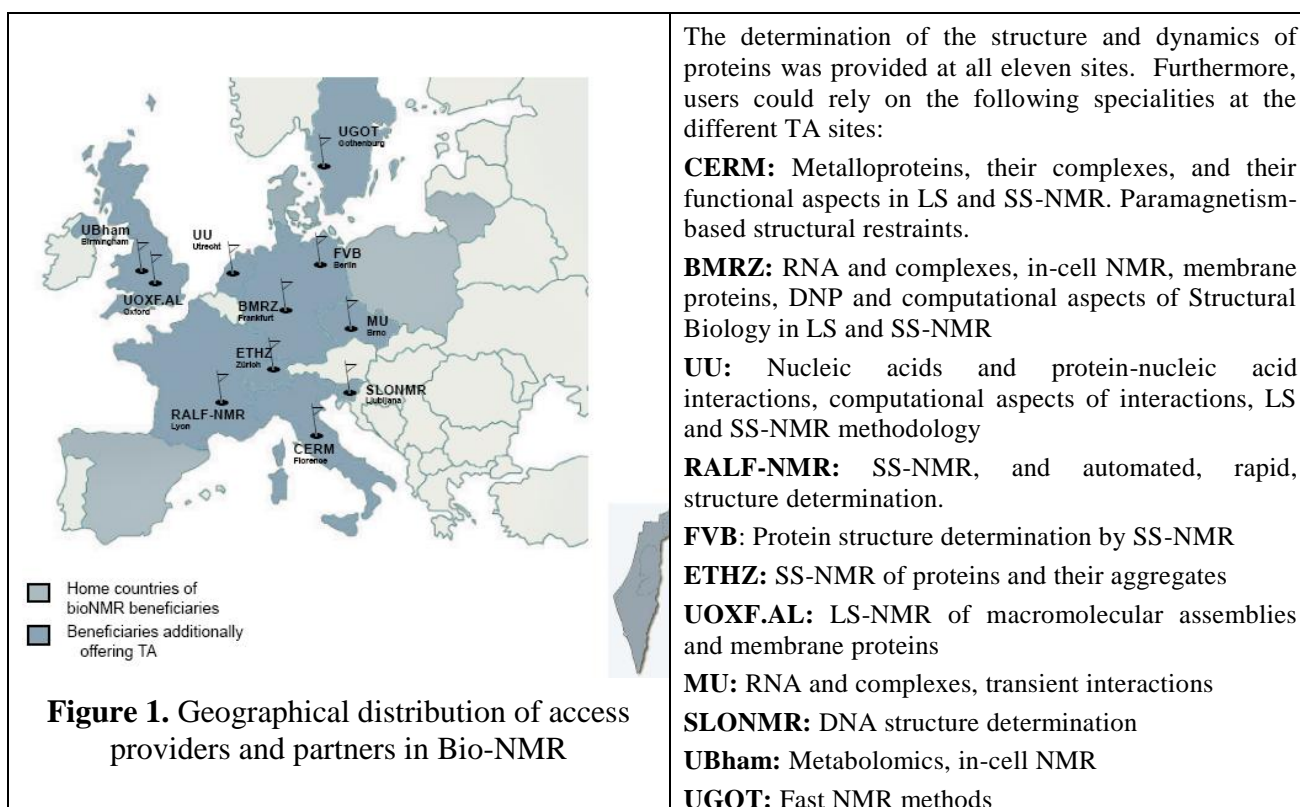 UGOT
Gothenburg
UBham
Birmingham
UU
Utrecht
FVB
Berlin
UOXF.AL
Oxford
BMRZ
Frankfurt
MU
Brno
ETHZ
Zürich
SLONMR
Ljubljana
RALF-NMR
Lyon
CERM
Florence
Home countries of
bioNMR beneficiaries
Beneficiaries additionally
offering TA
Figure 1. Geographical distribution of access
providers and partners in Bio-NMR
The determination of the structure and dynamics of
proteins was provided at all eleven sites. Furthermore,
users could rely on the following specialities at the
different TA sites:
CERM: Metalloproteins, their complexes, and their
functional aspects in LS and SS-NMR. Paramagnetism-
based structural restraints.
BMRZ: RNA and complexes, in-cell NMR, membrane
proteins, DNP and computational aspects of Structural
Biology in LS and SS-NMR
UU: Nucleic acids and protein-nucleic acid
interactions, computational aspects of interactions, LS
and SS-NMR methodology
RALF-NMR: SS-NMR, and automated, rapid,
structure determination.
FVB: Protein structure determination by SS-NMR
ETHZ: SS-NMR of proteins and their aggregates
UOXF.AL: LS-NMR of macromolecular assemblies
and membrane proteins
MU: RNA and complexes, transient interactions
SLONMR: DNA structure determination
UBham: Metabolomics, in-cell NMR
UGOT: Fast NMR methods